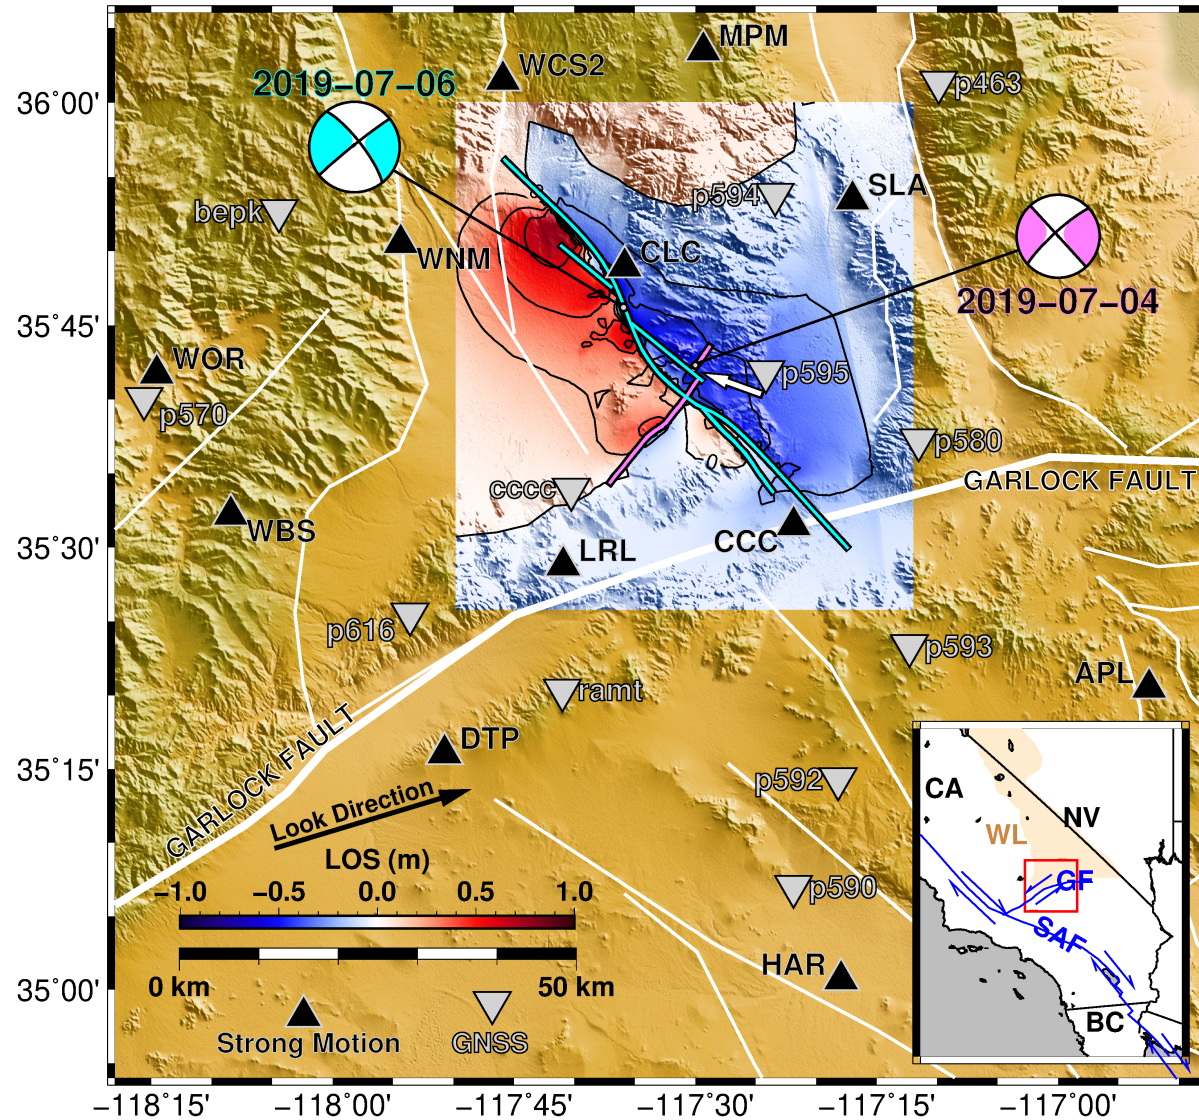 MPM
WCS2
2019-07-06
p463
36°00'
p594
SLA
bepk
WNM
CLC
2019-07-04
35°45'
WOR
p595
p570
p580
GARLOCK FAULT
cccc
0
WBS
CCC
35°30'
LRL
p616
p593
APL
ramt
GARLOCK FAULT
DTP
35°15'
p592
CA
NV
WL
Look Direction
LOS (m)
-1.0 -0.5 0.0 0.5 1.0
p590
GF
SAF
HAR
35°00'
0 km 50 km
BC
Strong Motion
GNSS
-118°15' -118°00' -117°45' -117°30' -117°15' -117°00'